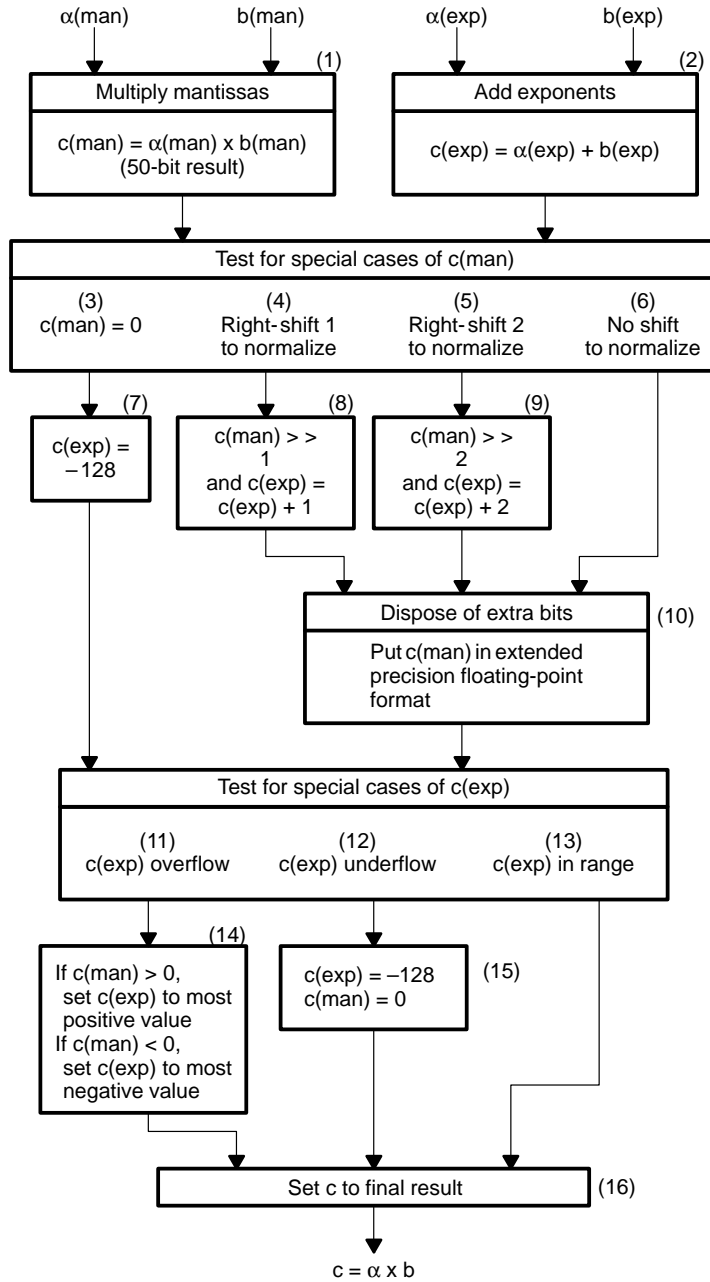 α(man)
b(man)
α(exp)
b(exp)
(1)
(2)
Multiply mantissas
c(man) = α(man) x b(man)
(50-bit result)
Add exponents
c(exp) = α(exp) + b(exp)
Test for special cases of c(man)
(3)
c(man) = 0
(4)
Right-shift 1
to normalize
(5)
Right-shift 2
to normalize
(6)
No shift
to normalize
(7)
c(exp) =
–128
(8)
c(man) > >
1
and c(exp) =
c(exp) + 1
(9)
c(man) > >
2
and c(exp) =
c(exp) + 2
Dispose of extra bits
(10)
Put c(man) in extended
precision floating-point
format
Test for special cases of c(exp)
(11)
c(exp) overflow
(12)
c(exp) underflow
(13)
c(exp) in range
(14)
If c(man) > 0,
set c(exp) to most
positive value
If c(man) < 0,
set c(exp) to most
negative value
c(exp) = –128
c(man) = 0
(15)
Set c to final result
(16)
c = α x b